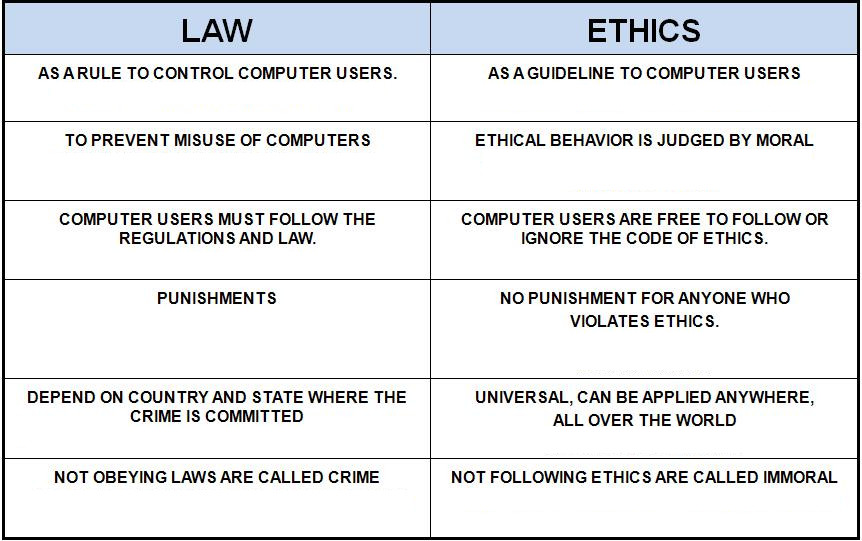 LAW
ETHICS
AS A RULE TO CONTROL COMPUTER USERS.
AS A GUIDELINE TO COMPUTER USERS
TO PREVENT MISUSE OF COMPUTERS
ETHICAL BEHAVIOR IS JUDGED BY MORAL
COMPUTER USERS MUST FOLLOW THE
REGULATIONS AND LAW.
COMPUTER USERS ARE FREE TO FOLLOW OR
IGNORE THE CODE OF ETHICS.
PUNISHMENTS
NO PUNISHMENT FOR ANYONE WHO
VIOLATES ETHICS.
DEPEND ON COUNTRY AND STATE WHERE THE
CRIME IS COMMITTED
UNIVERSAL, CAN BE APPLIED ANYWHERE,
ALL OVER THE WORLD
NOT OBEYING LAWS ARE CALLED CRIME
NOT FOLLOWING ETHICS ARE CALLED IMMORAL